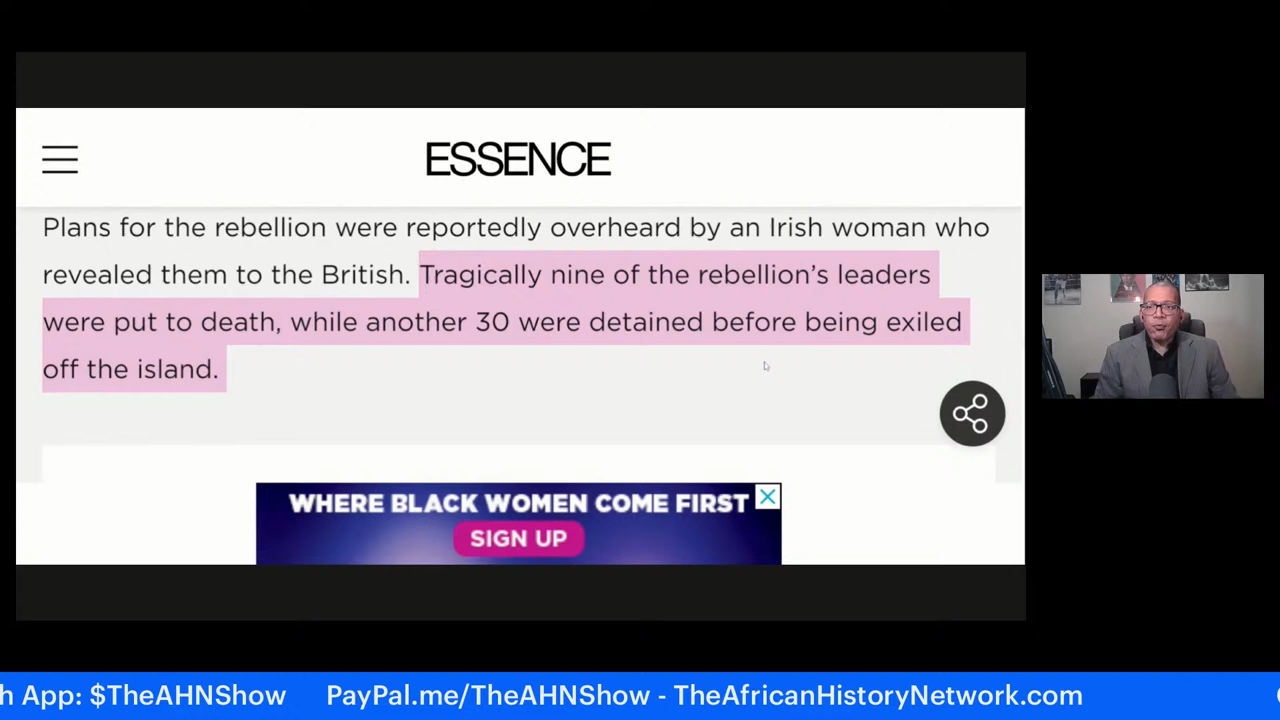 ESSENCE
Plans for the rebellion were reportedly overheard by an Irish woman who
revealed them to the British. Tragically nine of the rebellion's leaders
were put to death, while another 30 were detained before being exiled
off the island.
WHERE BLACK WOMEN COME FIRST
SIGN UP
h App: $TheAHNShow PayPal.me/TheAHNShow - TheAfricanHistoryNetwork.com